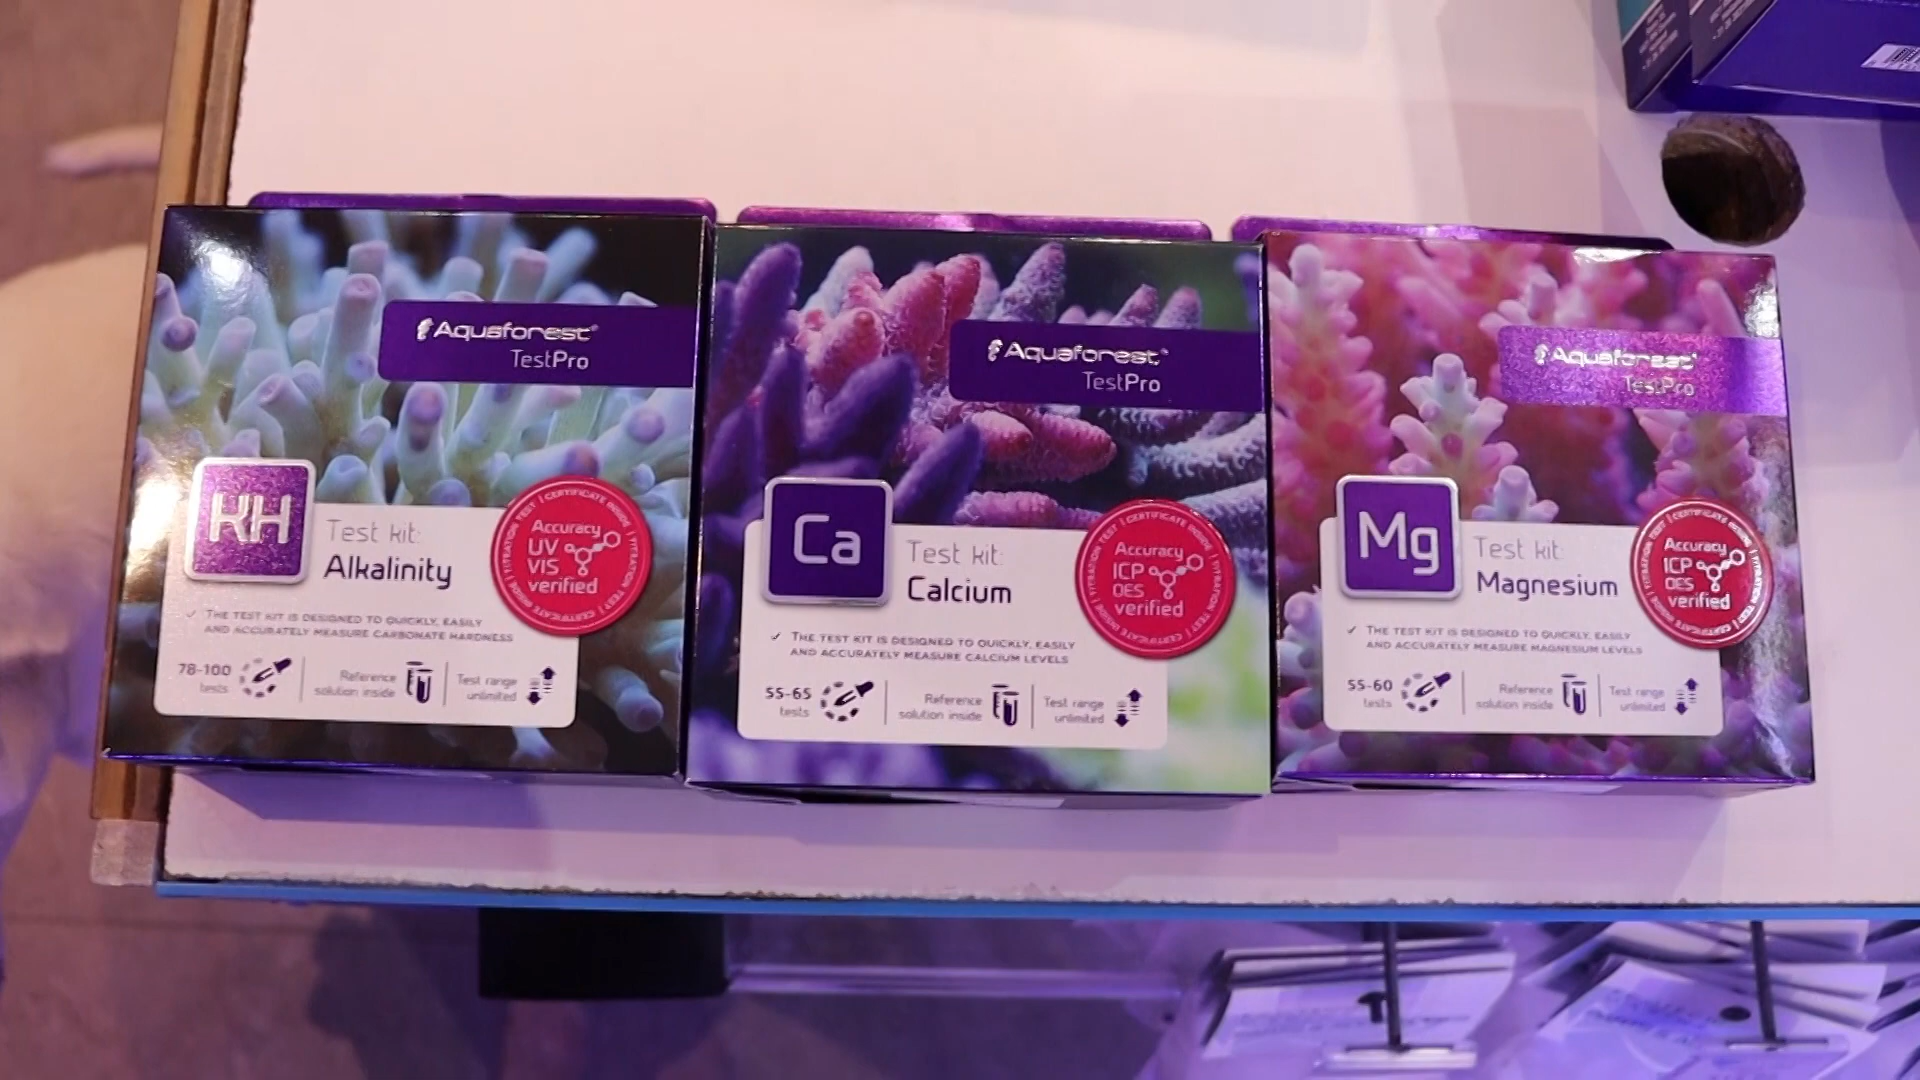 Aquaforest
TestPro
KH
Test kit:
Alkalinity
CERTIFICATE INSIDE | TITRATION TEST |
Accuracy
UV
VIS
verified
✓ THE TEST KIT IS DESIGNED TO QUICKLY, EASILY
AND ACCURATELY MEASURE CARBONATE HARDNESS
78-100
tests
Reference
solution inside
Test range
unlimited
Aquaforest
TestPro
Ca
Test kit:
Calcium
CERTIFICATE INSIDE | TITRATION TEST |
Accuracy
ICP
OES
verified
✓ THE TEST KIT IS DESIGNED TO QUICKLY, EASILY
AND ACCURATELY MEASURE CALCIUM LEVELS
55-65
tests
Reference
solution inside
Test range
unlimited
Aquaforest
TestPro
Mg
Test kit:
Magnesium
CERTIFICATE INSIDE | TITRATION TEST |
Accuracy
ICP
OES
verified
✓ THE TEST KIT IS DESIGNED TO QUICKLY, EASILY
AND ACCURATELY MEASURE MAGNESIUM LEVELS
55-60
tests
Reference
solution inside
Test range
unlimited